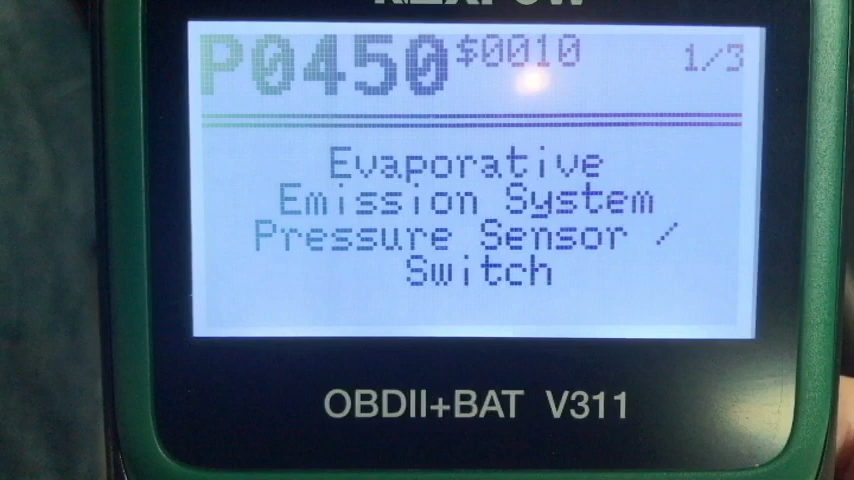 P0450 $0010 1/3
Evaporative
Emission System
Pressure Sensor /
Switch
OBDII+BAT V311